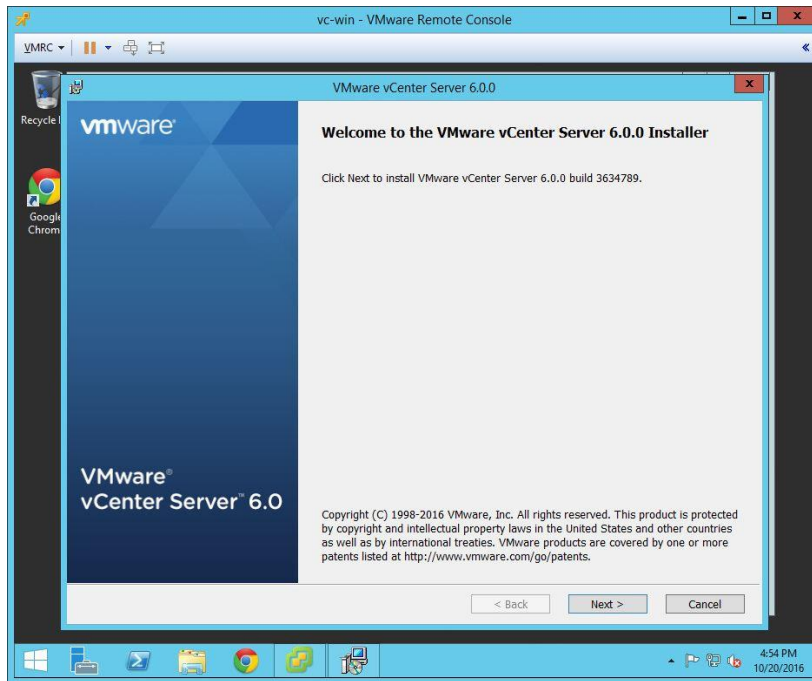 vc-win - VMware Remote Console
VMRC
VMware vCenter Server 6.0.0
Recycle
vmware®
Welcome to the VMware vCenter Server 6.0.0 Installer
Click Next to install VMware vCenter Server 6.0.0 build 3634789.
Google
Chrom
VMware®
vCenter Server™ 6.0
Copyright (C) 1998-2016 VMware, Inc. All rights reserved. This product is protected
by copyright and intellectual property laws in the United States and other countries
as well as by international treaties. VMware products are covered by one or more
patents listed at http://www.vmware.com/go/patents.
< Back
Next >
Cancel
4:54 PM
10/20/2016